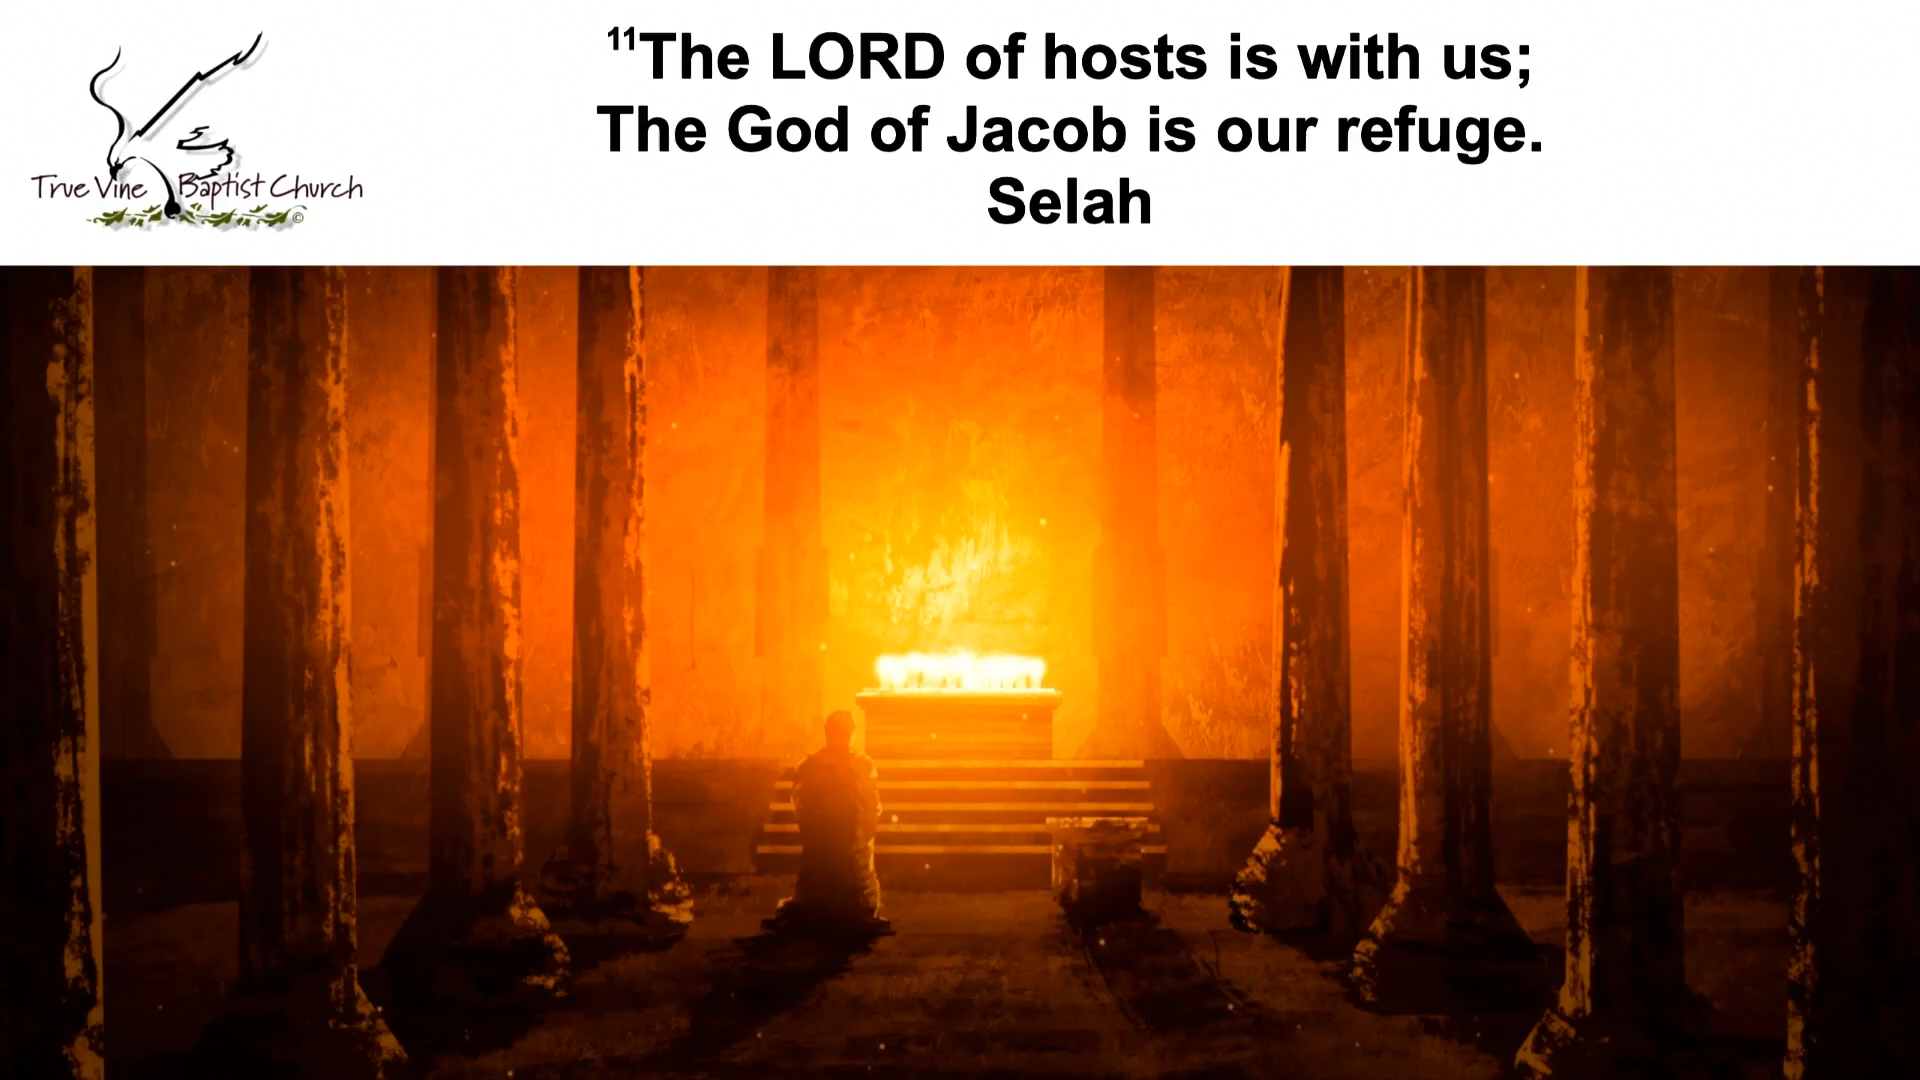 ¹¹The LORD of hosts is with us;
The God of Jacob is our refuge.
Selah
True Vine Baptist Church
©